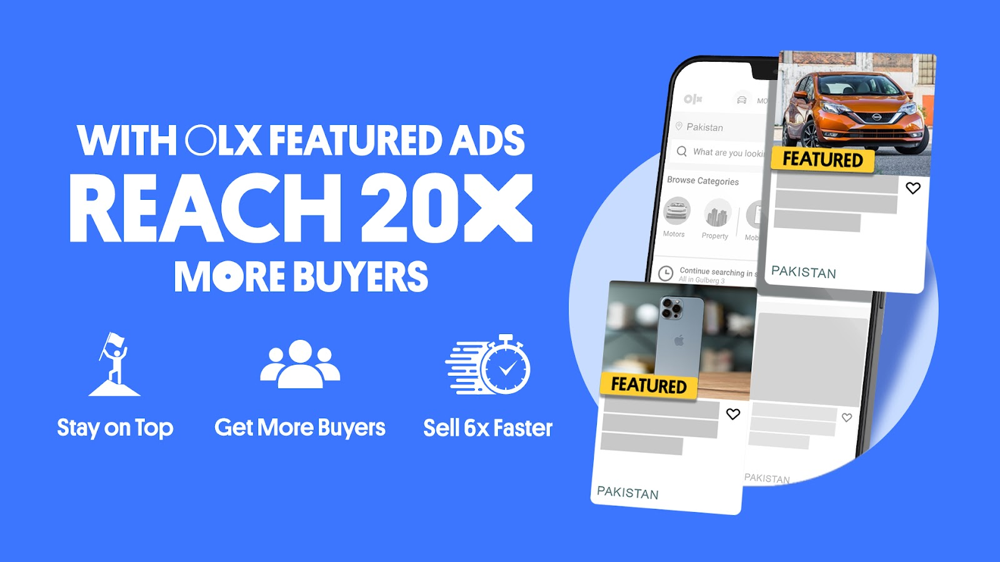 WITH OLX FEATURED ADS
REACH 20X
MORE BUYERS
Stay on Top
Get More Buyers
Sell 6x Faster
olx
MO
Pakistan
What are you looki
Browse Categories
Motors
Property
Mob
Continue searching in s
All in Gulberg 3
FEATURED
PAKISTAN
FEATURED
PAKISTAN
PAKISTAN